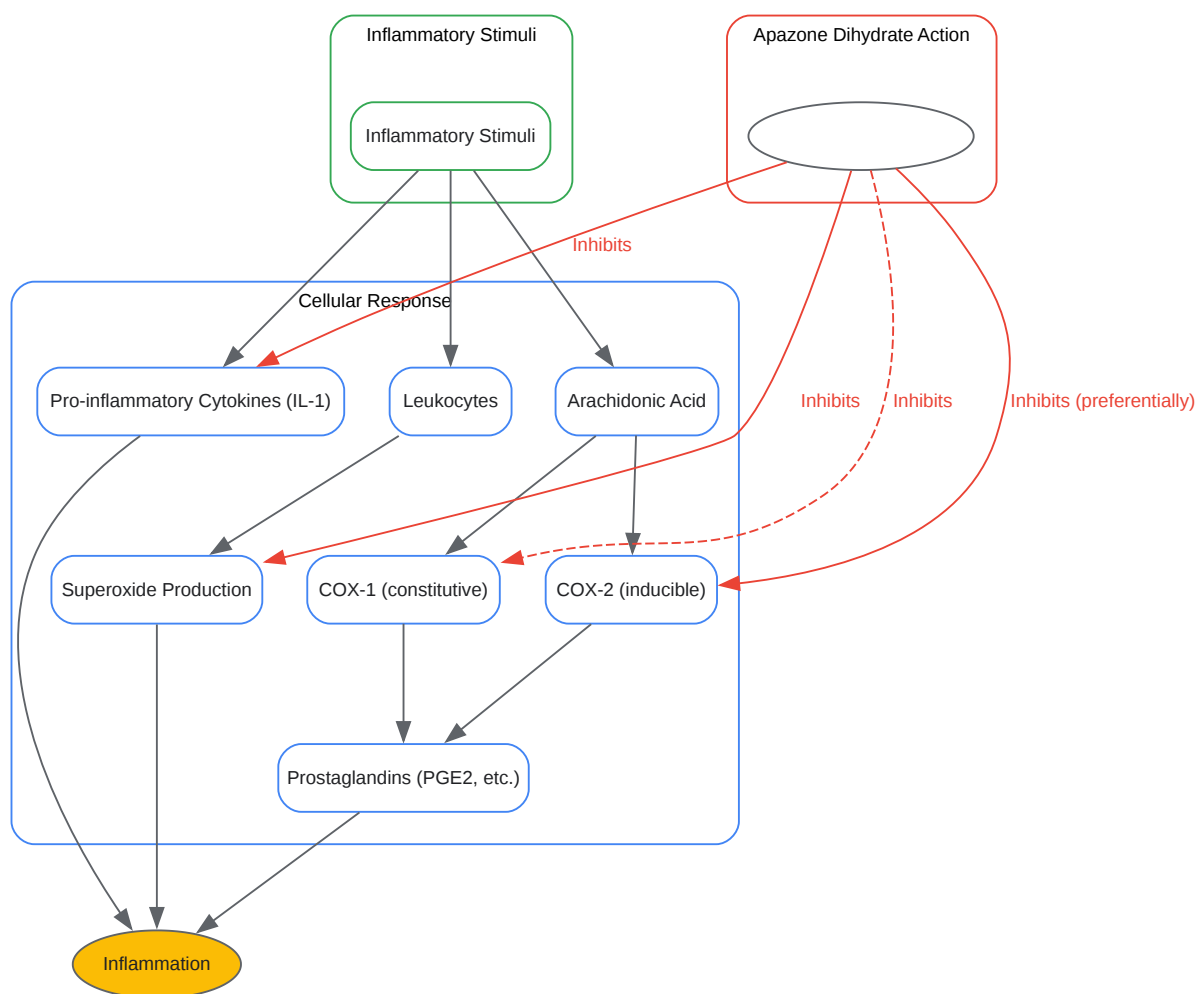 Inflammatory Stimuli
Apazone Dihydrate Action
Inflammatory Stimuli
Inhibits
Cellular Response
Pro-inflammatory Cytokines (IL-1)
Leukocytes
Arachidonic Acid
Inhibits
Inhibits
Inhibits (preferentially)
Superoxide Production
COX-1 (constitutive)
COX-2 (inducible)
Prostaglandins (PGE2, etc.)
Inflammation